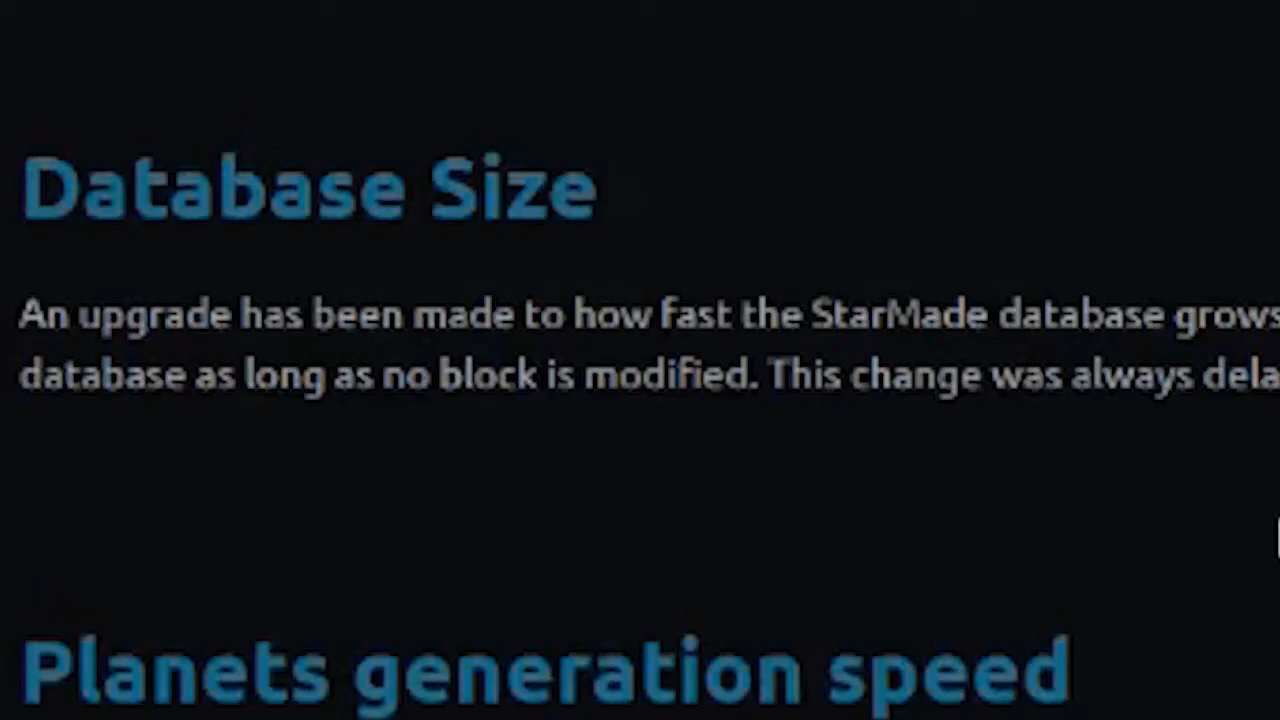 Database Size
An upgrade has been made to how fast the StarMade database grows
database as long as no block is modified. This change was always
Planets generation speed